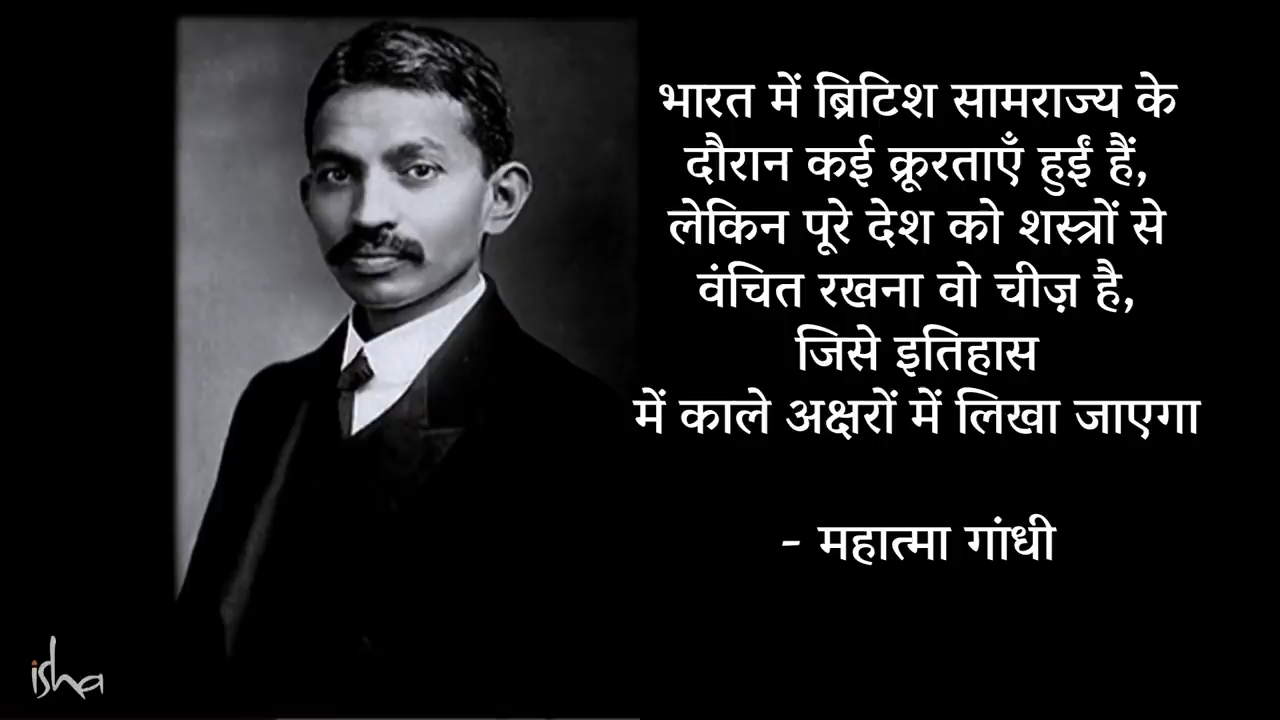 भारत में ब्रिटिश सामराज्य के
दौरान कई क्रूरताएँ हुईं हैं,
लेकिन पूरे देश को शस्त्रों से
वंचित रखना वो चीज़ है,
जिसे इतिहास
में काले अक्षरों में लिखा जाएगा
- महात्मा गांधी
isha